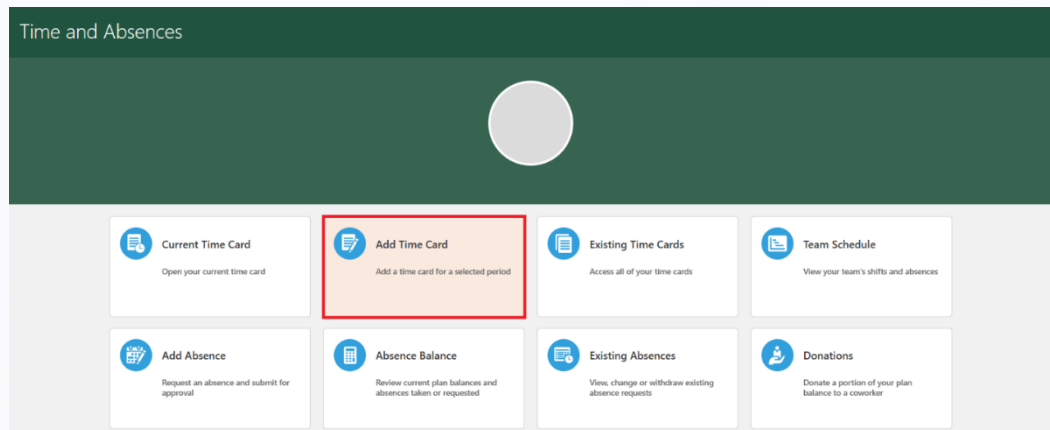 Time and Absences
Current Time Card
Open your current time card
Add Time Card
Add a time card for a selected period
Existing Time Cards
Access all of your time cards
Team Schedule
View your team's shifts and absences
Add Absence
Request an absence and submit for
approval
Absence Balance
Review current plan balances and
absences taken or requested
Existing Absences
View, change or withdraw existing
absence requests
Donations
Donate a portion of your plan
balance to a coworker